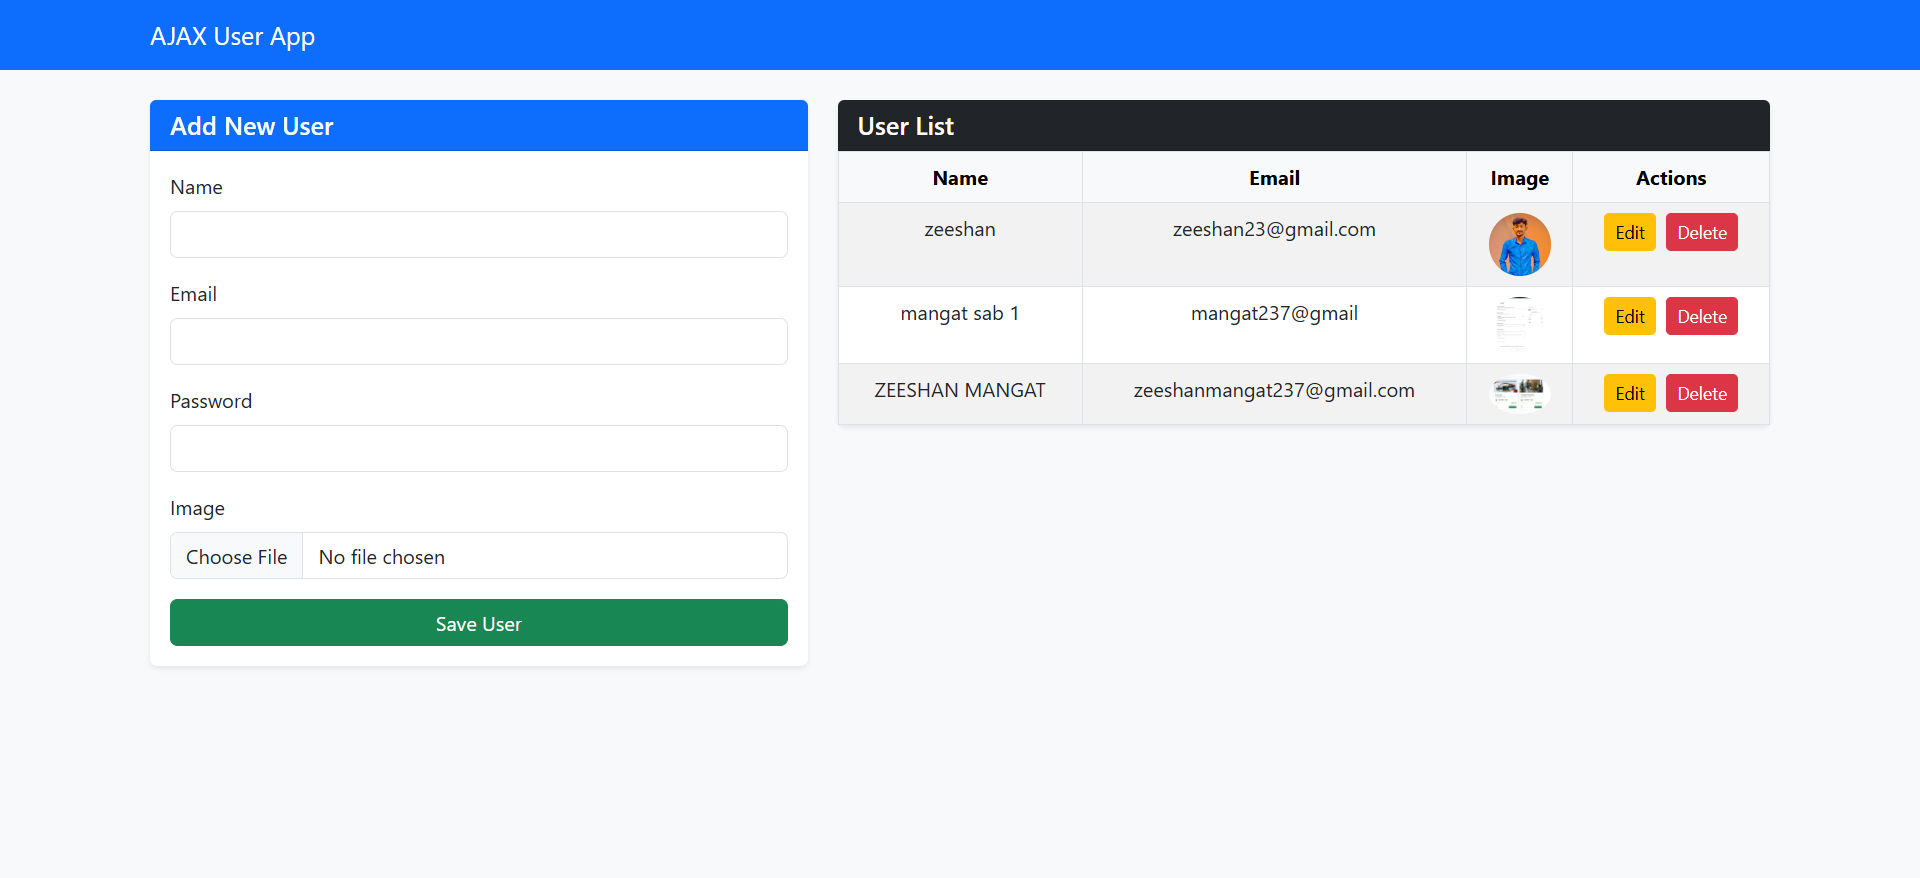 AJAX User App
Add New User
Name
Email
Password
Image
Choose File No file chosen
Save User
User List
Name Email Image Actions
zeeshan zeeshan23@gmail.com Edit Delete
mangat sab 1 mangat237@gmail Edit Delete
ZEESHAN MANGAT zeeshanmangat237@gmail.com Edit Delete